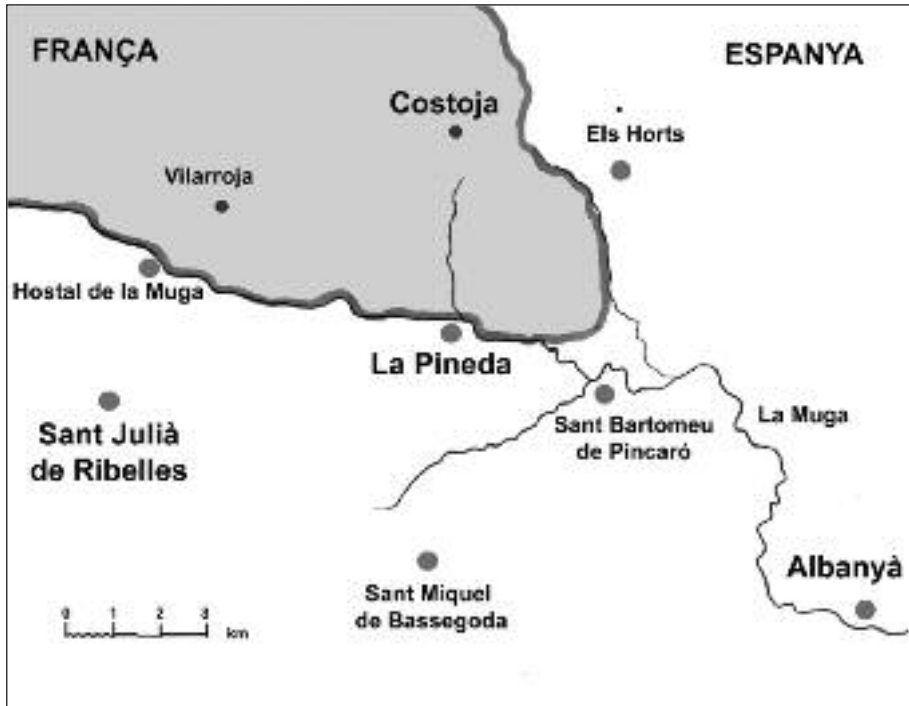 FRANÇA
ESPANYA
Costoja
Els Horts
Vilarroja
Hostal de la Muga
La Pineda
Sant Julià
de Ribelles
Sant Bartomeu
de Pincaró
La Muga
Sant Miquel
de Bassegoda
Albanyà
0 1 2 3
km